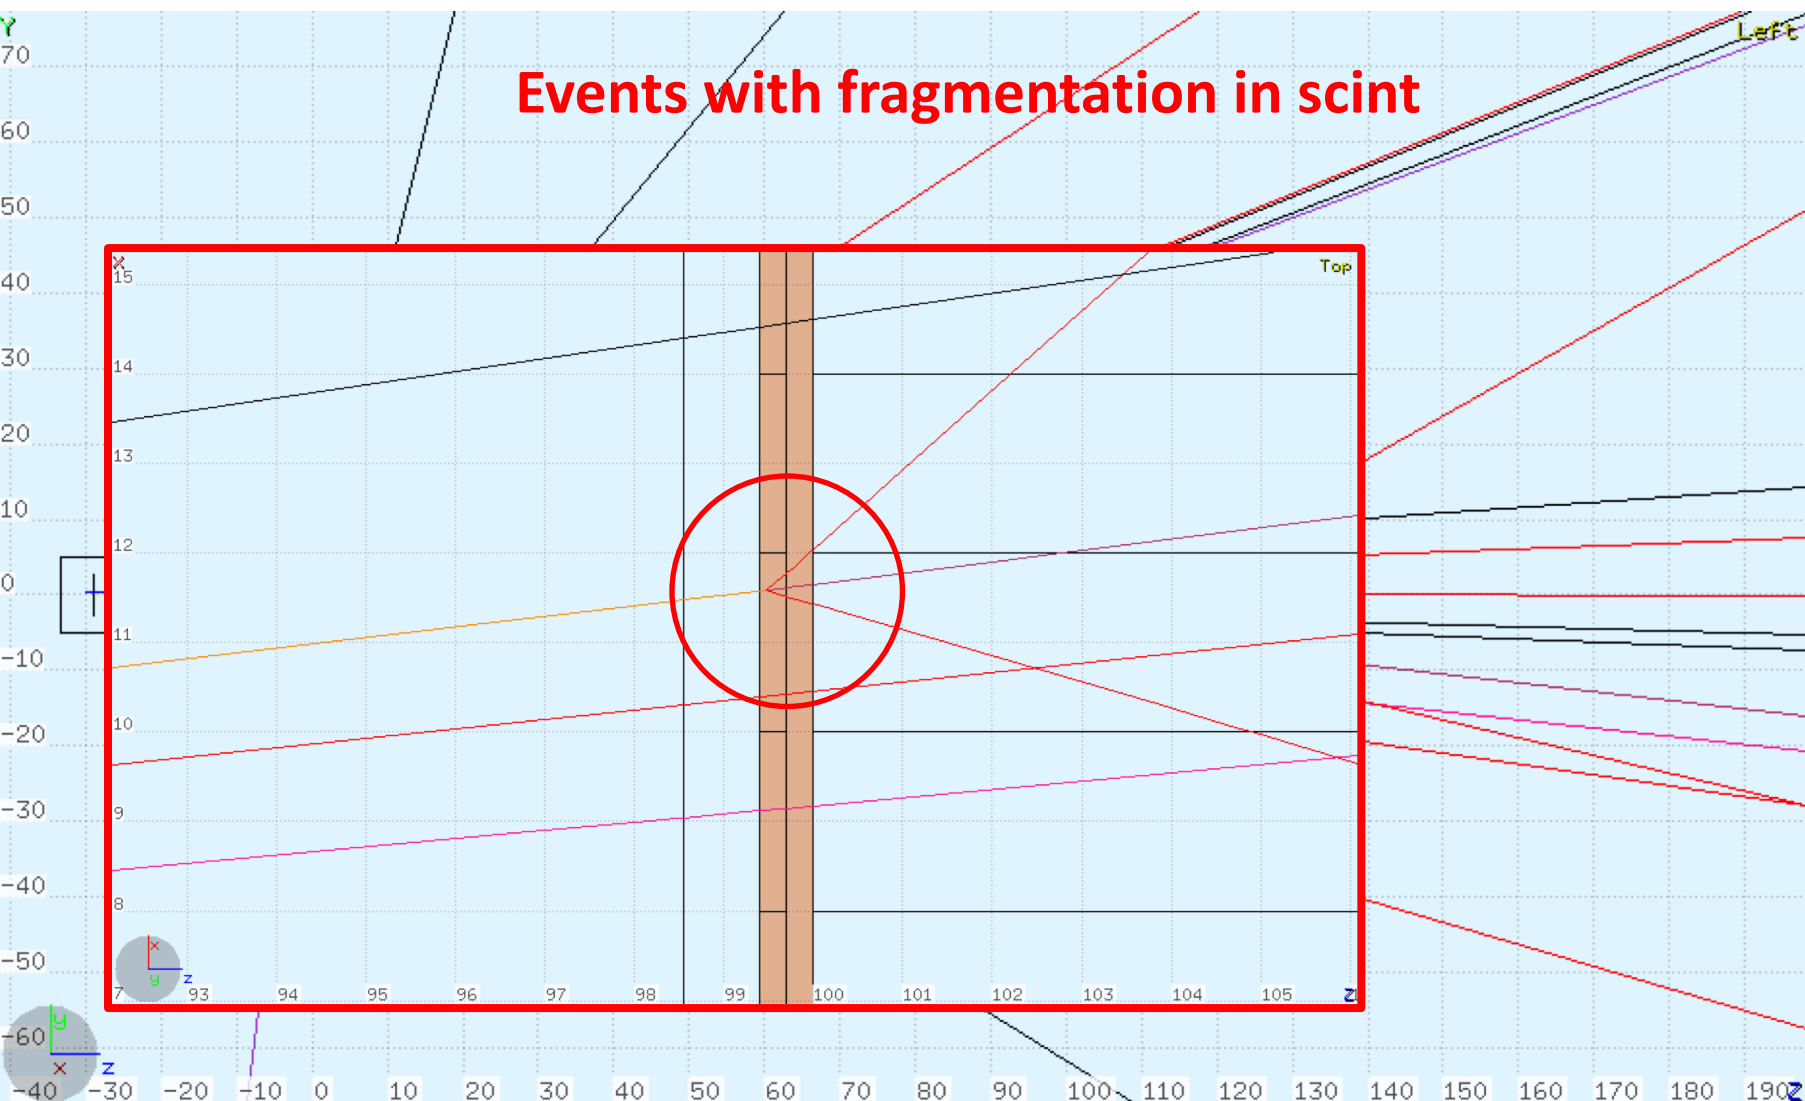 Y
Left
70
Events with fragmentation in scint
60
50
40
30
20
10
0
-10
-20
-30
-40
-50
-60
X
Top
15
14
13
12
11
10
9
8
7 93 94 95 96 97 98 99 100 101 102 103 104 105 Z
x
y z
y
x z
-40 -30 -20 -10 0 10 20 30 40 50 60 70 80 90 100 110 120 130 140 150 160 170 180 190 Z